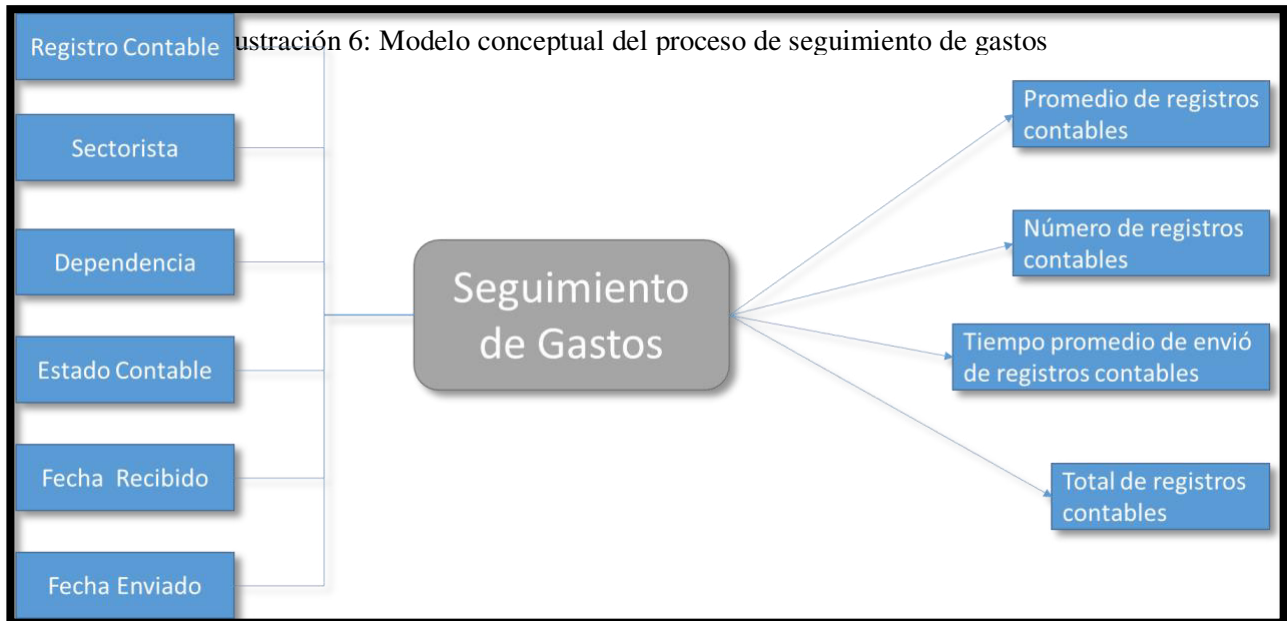 ustración 6: Modelo conceptual del proceso de seguimiento de gastos
Registro Contable
Sectorista
Dependencia
Estado Contable
Fecha Recibido
Fecha Enviado
Seguimiento
de Gastos
Promedio de registros
contables
Número de registros
contables
Tiempo promedio de envió
de registros contables
Total de registros
contables